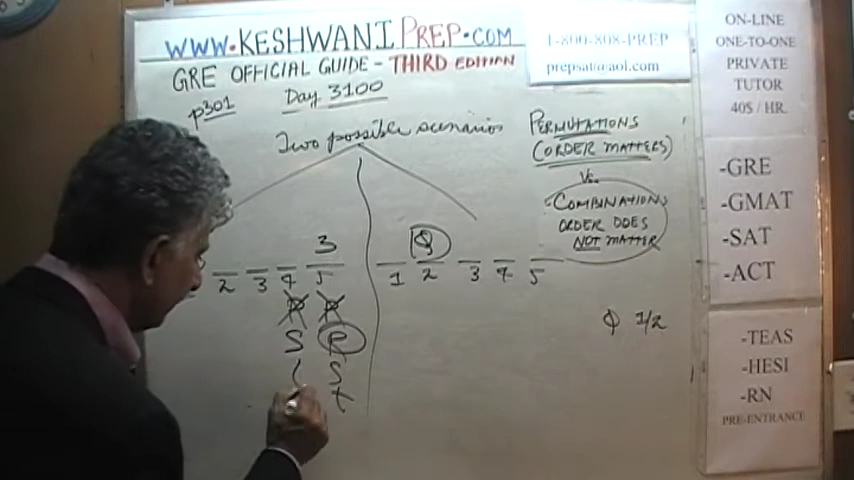 WWW.KESHWANIPREP.COM
1-800-808-PREP
prepsat@aol.com
GRE OFFICIAL GUIDE - THIRD EDITION
p301
Day 3100
Two possible scenarios
PERMUTATIONS
(ORDER MATTERS)
Vs.
COMBINATIONS
ORDER DOES
NOT MATTER
3
2 3 4 5
1 2 3 4 5
S
S
t
1/2
ON-LINE
ONE-TO-ONE
PRIVATE
TUTOR
40$ / HR.
-GRE
-GMAT
-SAT
-ACT
-TEAS
-HESI
-RN
PRE-ENTRANCE